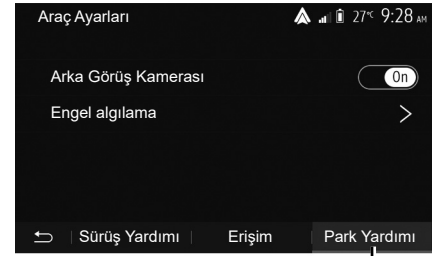 Araç Ayarları 27°C 9:28 AM
Arka Görüş Kamerası On
Engel algılama
Sürüş Yardımı Erişim Park Yardımı